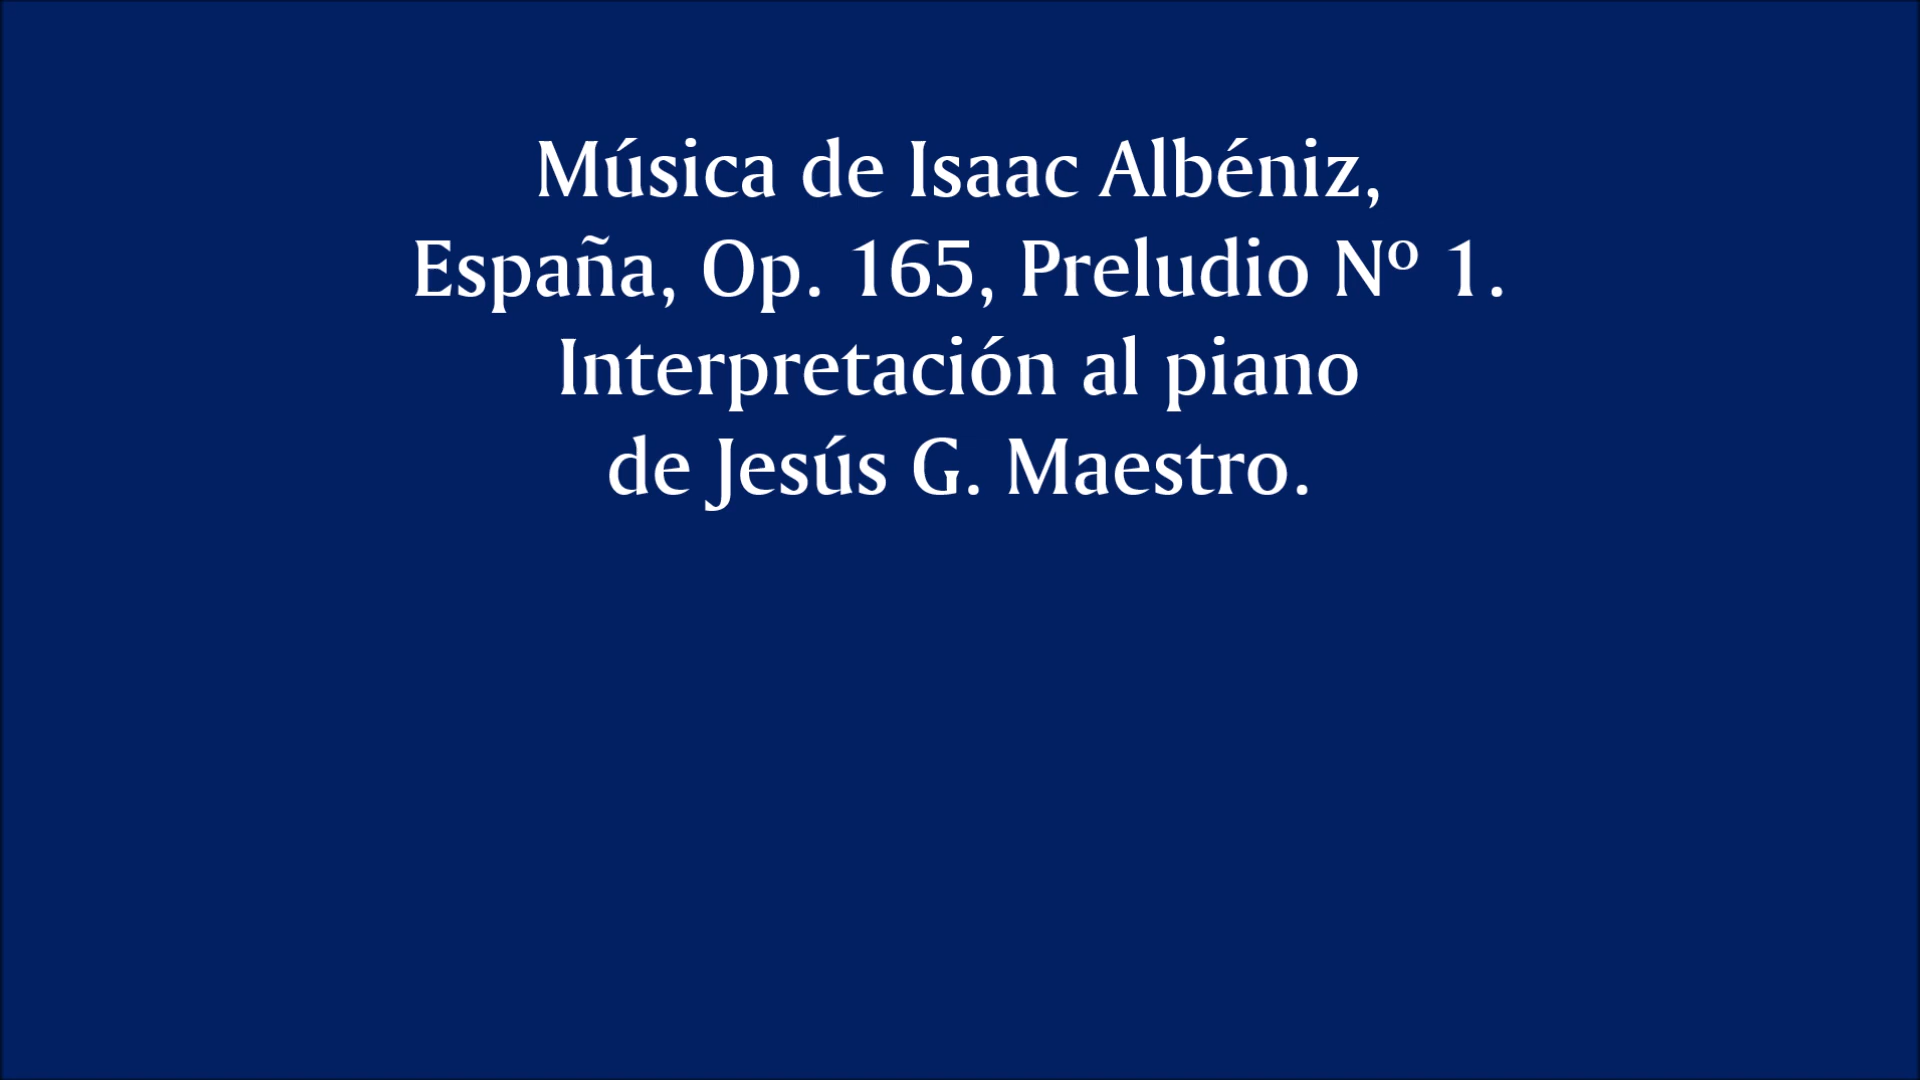 Música de Isaac Albéniz,
España, Op. 165, Preludio Nº 1.
Interpretación al piano
de Jesús G. Maestro.